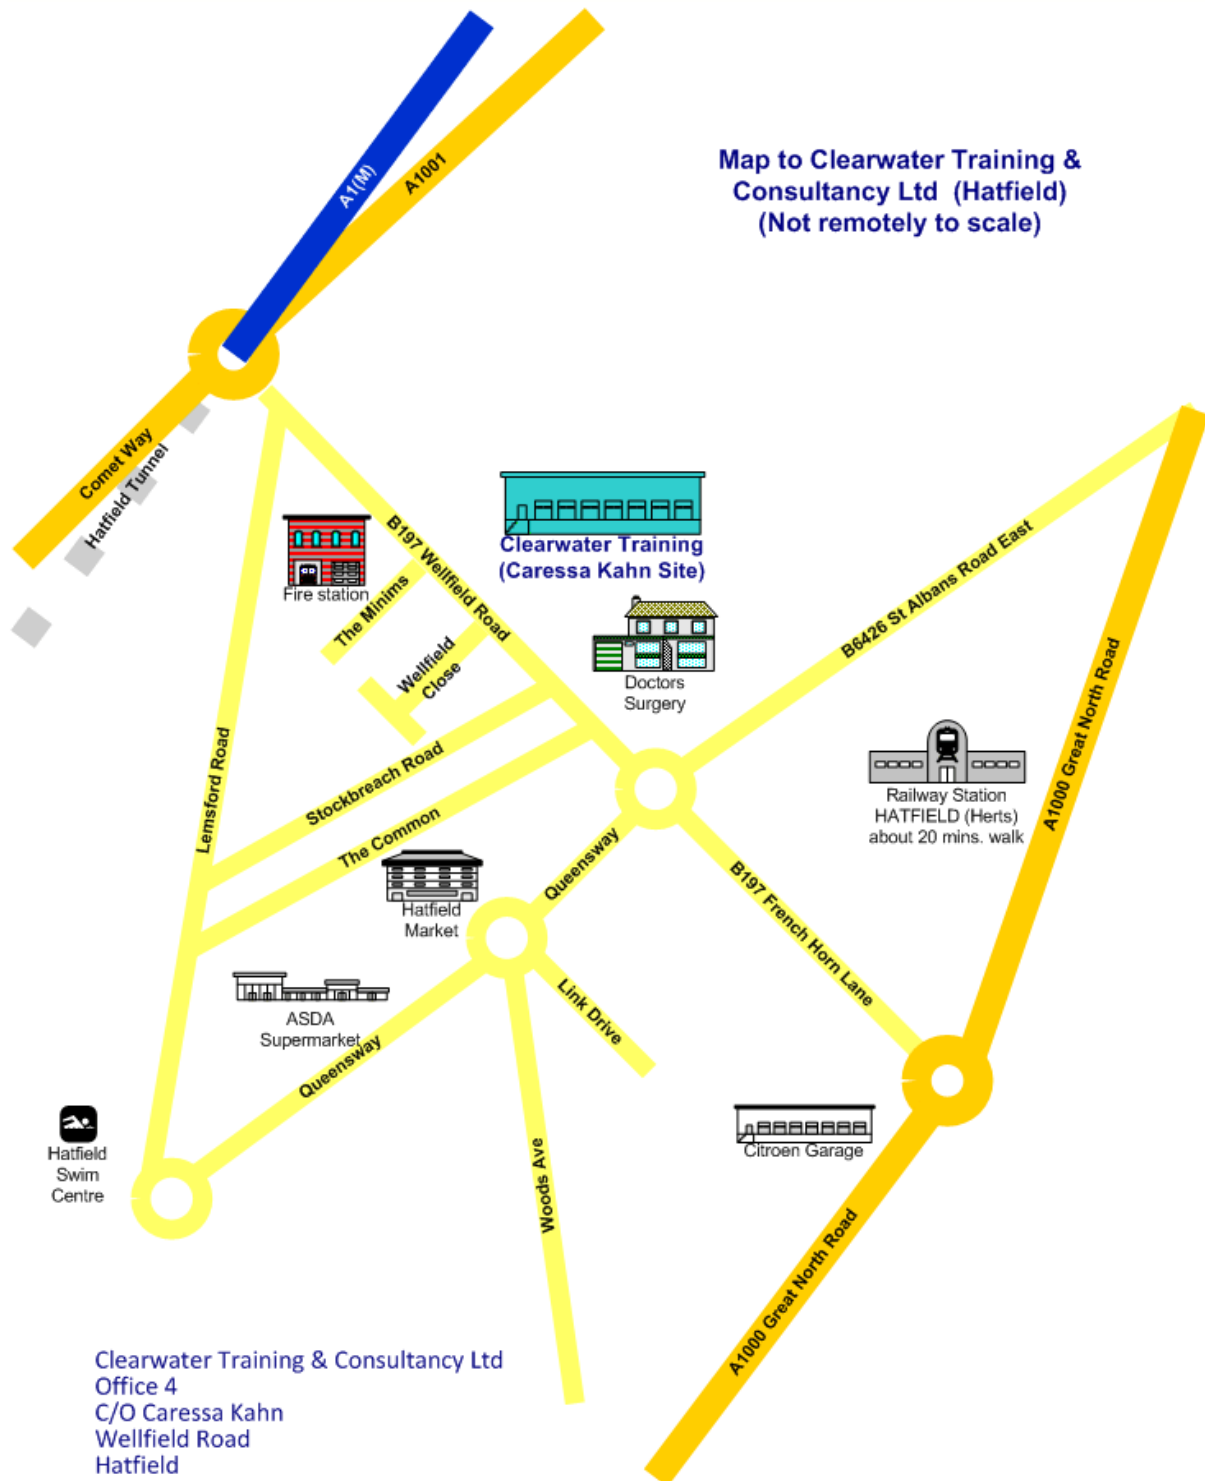 A1(M)
A1001
Map to Clearwater Training &
Consultancy Ltd (Hatfield)
(Not remotely to scale)
Comet Way
Hatfield Tunnel
B197 Wellfield Road
Clearwater Training
(Caressa Kahn Site)
Fire station
The Minims
Wellfield
Close
Doctors
Surgery
B6426 St Albans Road East
A1000 Great North Road
Lemsford Road
Stockbreach Road
The Common
Railway Station
HATFIELD (Herts)
about 20 mins. walk
Queensway
B197 French Horn Lane
Hatfield
Market
Link Drive
ASDA
Supermarket
Queensway
Hatfield
Swim
Centre
Woods Ave
Citroen Garage
A1000 Great North Road
Clearwater Training & Consultancy Ltd
Office 4
C/O Caressa Kahn
Wellfield Road
Hatfield